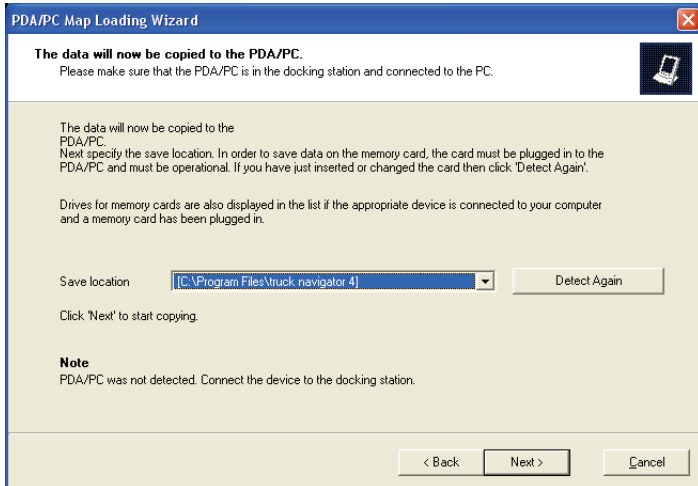 PDA/PC Map Loading Wizard
The data will now be copied to the PDA/PC.
Please make sure that the PDA/PC is in the docking station and connected to the PC.
The data will now be copied to the
PDA/PC.
Next specify the save location. In order to save data on the memory card, the card must be plugged in to the
PDA/PC and must be operational. If you have just inserted or changed the card then click 'Detect Again'.
Drives for memory cards are also displayed in the list if the appropriate device is connected to your computer
and a memory card has been plugged in.
Save location [C:\Program Files\truck navigator 4] Detect Again
Click 'Next' to start copying.
Note
PDA/PC was not detected. Connect the device to the docking station.
< Back Next > Cancel